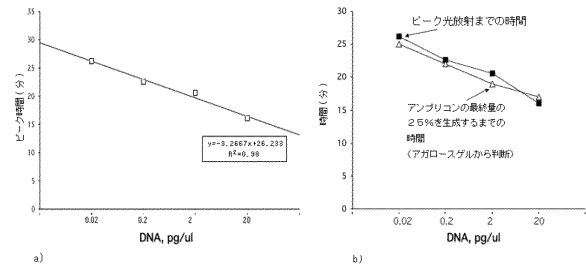 35
30
25
20
15
10
5
0
ピーク時間(分)
y=-3.2667x+26.233
R²=0.98
0.02
0.2
2
20
DNA, pg/ul
a)
30
25
20
15
10
5
0
時間(分)
ピーク光放射までの時間
アンプリコンの最終量の
25%を生成するまでの
時間
(アガロースゲルから判断)
0.02
0.2
2
20
DNA, pg/ul
b)